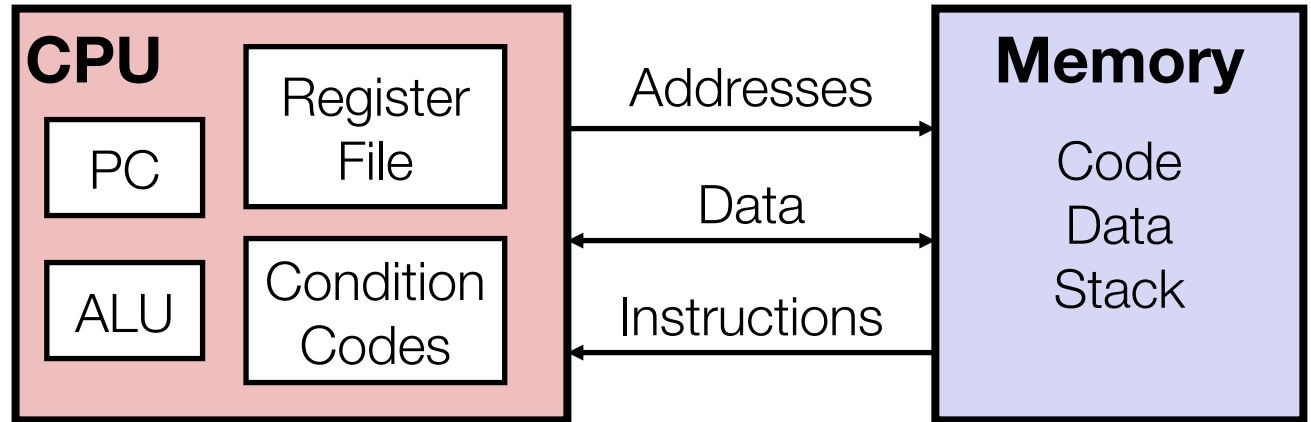 CPU
Register
File
PC
ALU
Condition
Codes
Addresses
Data
Instructions
Memory
Code
Data
Stack